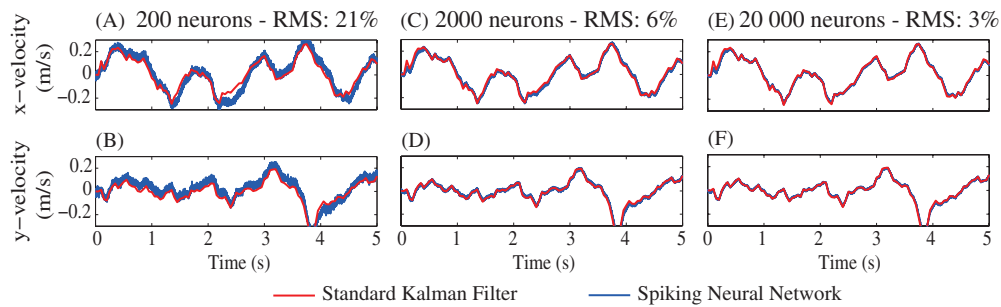 (A) 200 neurons - RMS: 21%
(C) 2000 neurons - RMS: 6%
(E) 20 000 neurons - RMS: 3%
x−velocity
(m/s)
0.2
0
−0.2
(B)
(D)
(F)
y−velocity
(m/s)
0.2
0
−0.2
0 1 2 3 4 5
0 1 2 3 4 5
0 1 2 3 4 5
Time (s)
Time (s)
Time (s)
Standard Kalman Filter
Spiking Neural Network